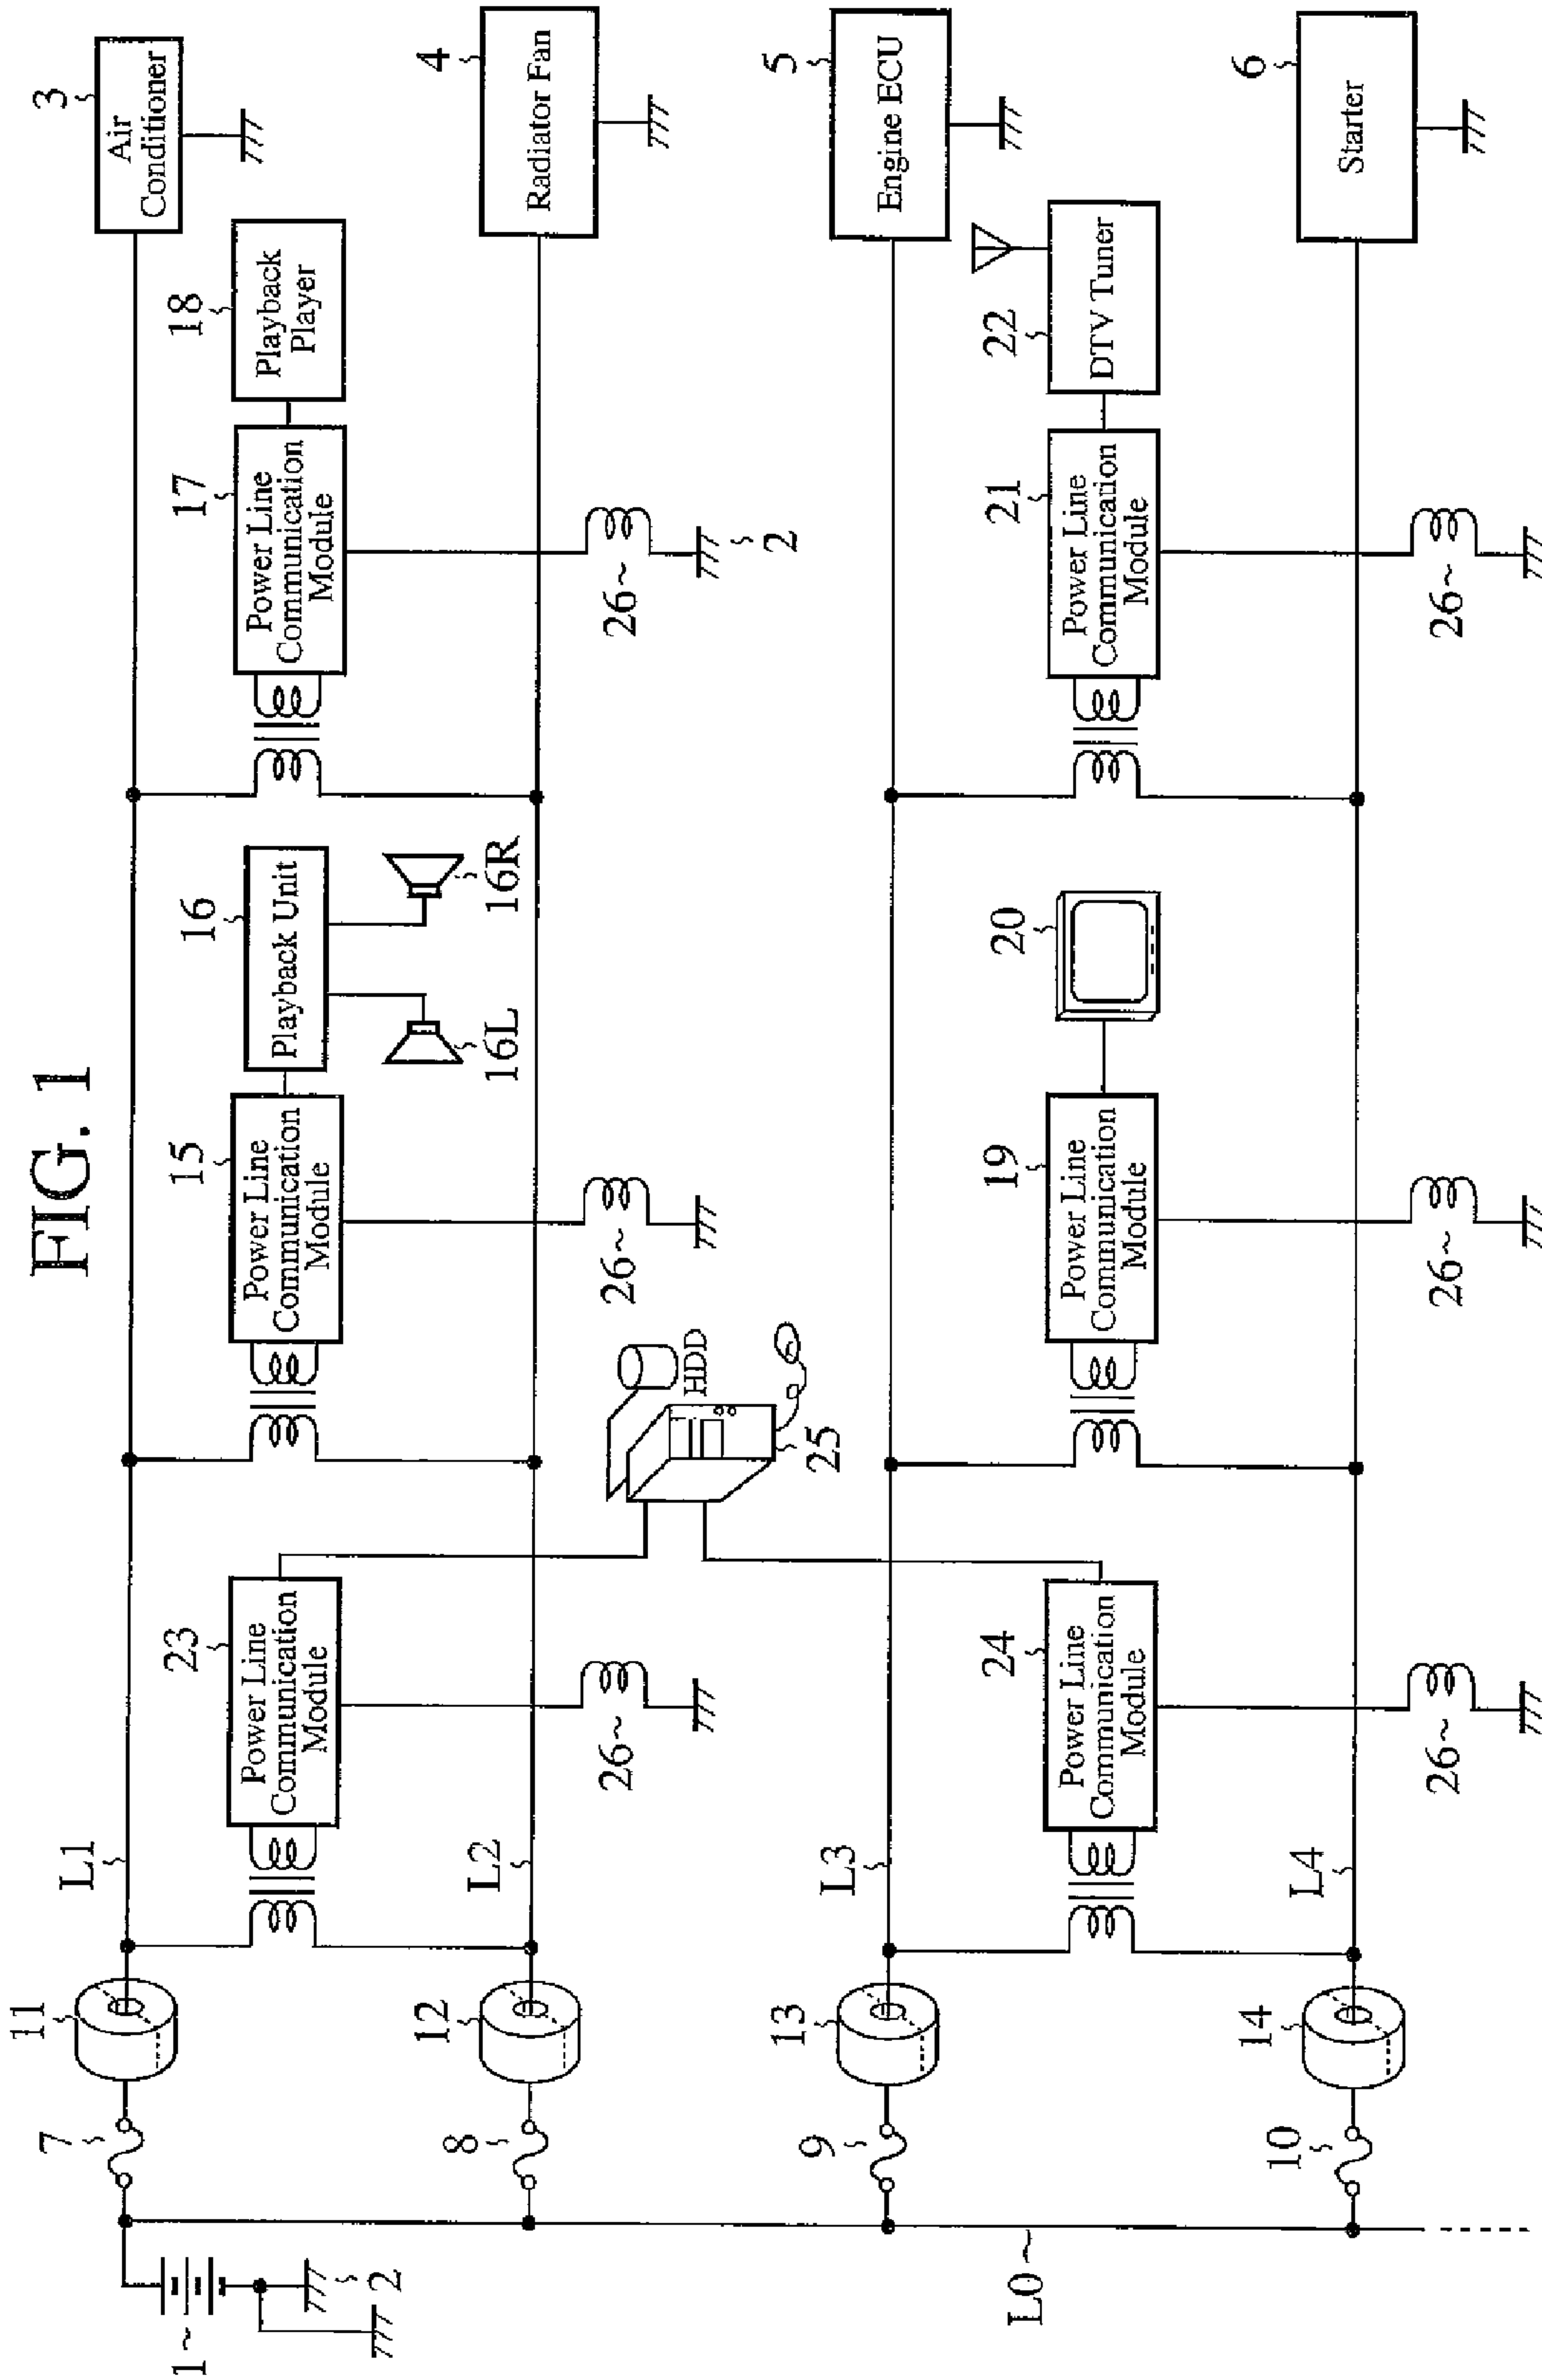 FIG. 1
1
2
L0
7
11
L1
23
Power Line
Communication
Module
26
15
Power Line
Communication
Module
26
16
Playback Unit
16L
16R
17
Power Line
Communication
Module
26
2
18
Playback
Player
3
Air
Conditioner
8
12
L2
4
Radiator Fan
HDD
25
9
13
L3
24
Power Line
Communication
Module
26
19
Power Line
Communication
Module
26
20
21
Power Line
Communication
Module
26
22
DTV Tuner
5
Engine ECU
10
14
L4
6
Starter